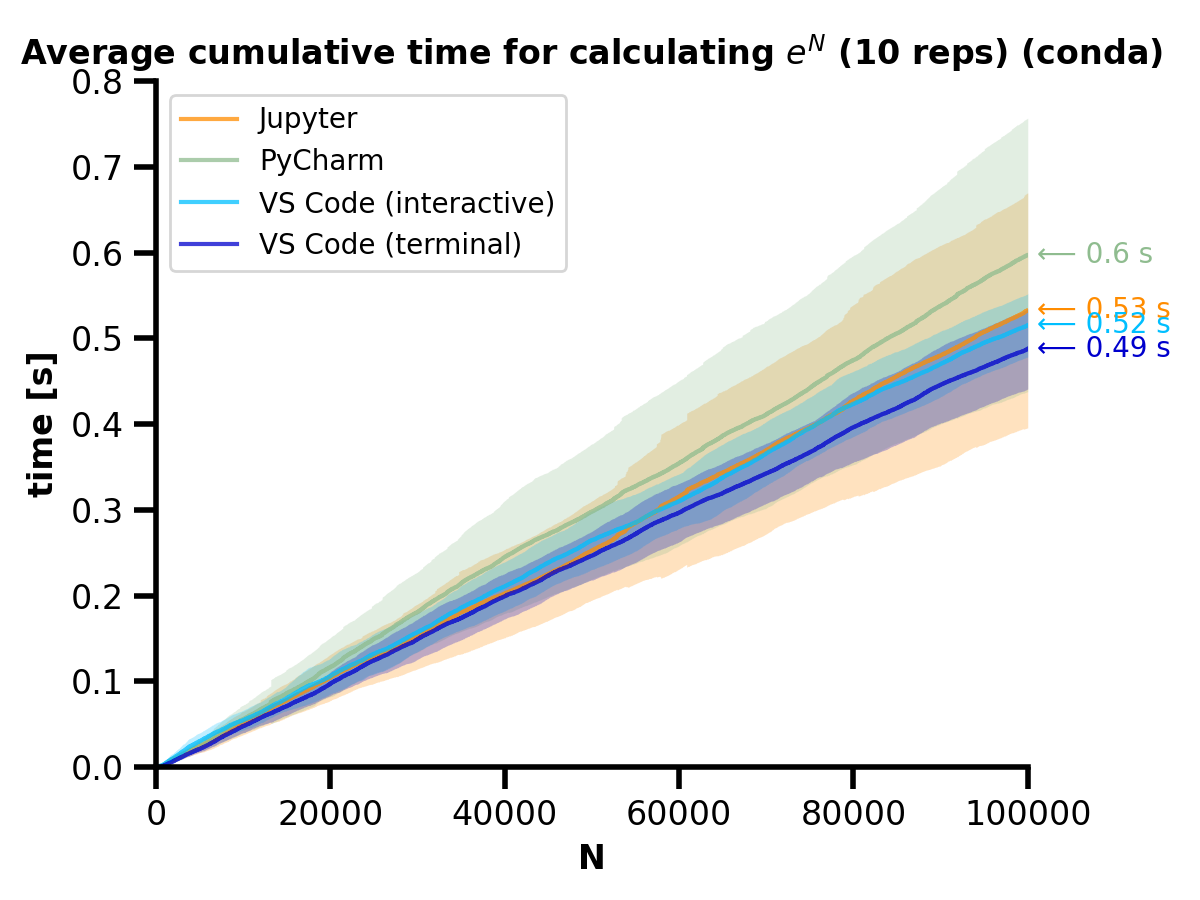 Average cumulative time for calculating e^N (10 reps) (conda)
0.8
0.7
0.6
0.5
0.4
0.3
0.2
0.1
0.0
time [s]
Jupyter
PyCharm
VS Code (interactive)
VS Code (terminal)
← 0.6 s
← 0.53 s
← 0.52 s
← 0.49 s
0 20000 40000 60000 80000 100000
N